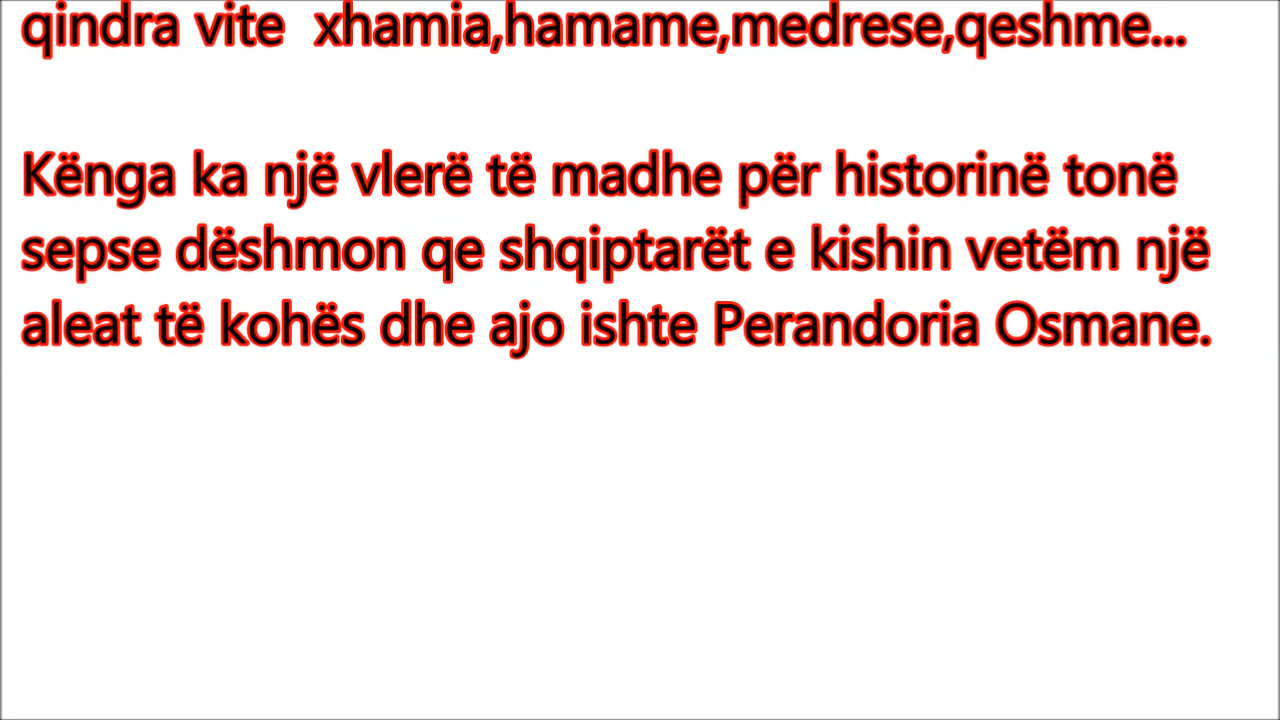 qindra vite  xhamia,hamame,medrese,qeshme...
Kënga ka një vlerë të madhe për historinë tonë
sepse dëshmon qe shqiptarët e kishin vetëm një
aleat të kohës dhe ajo ishte Perandoria Osmane.